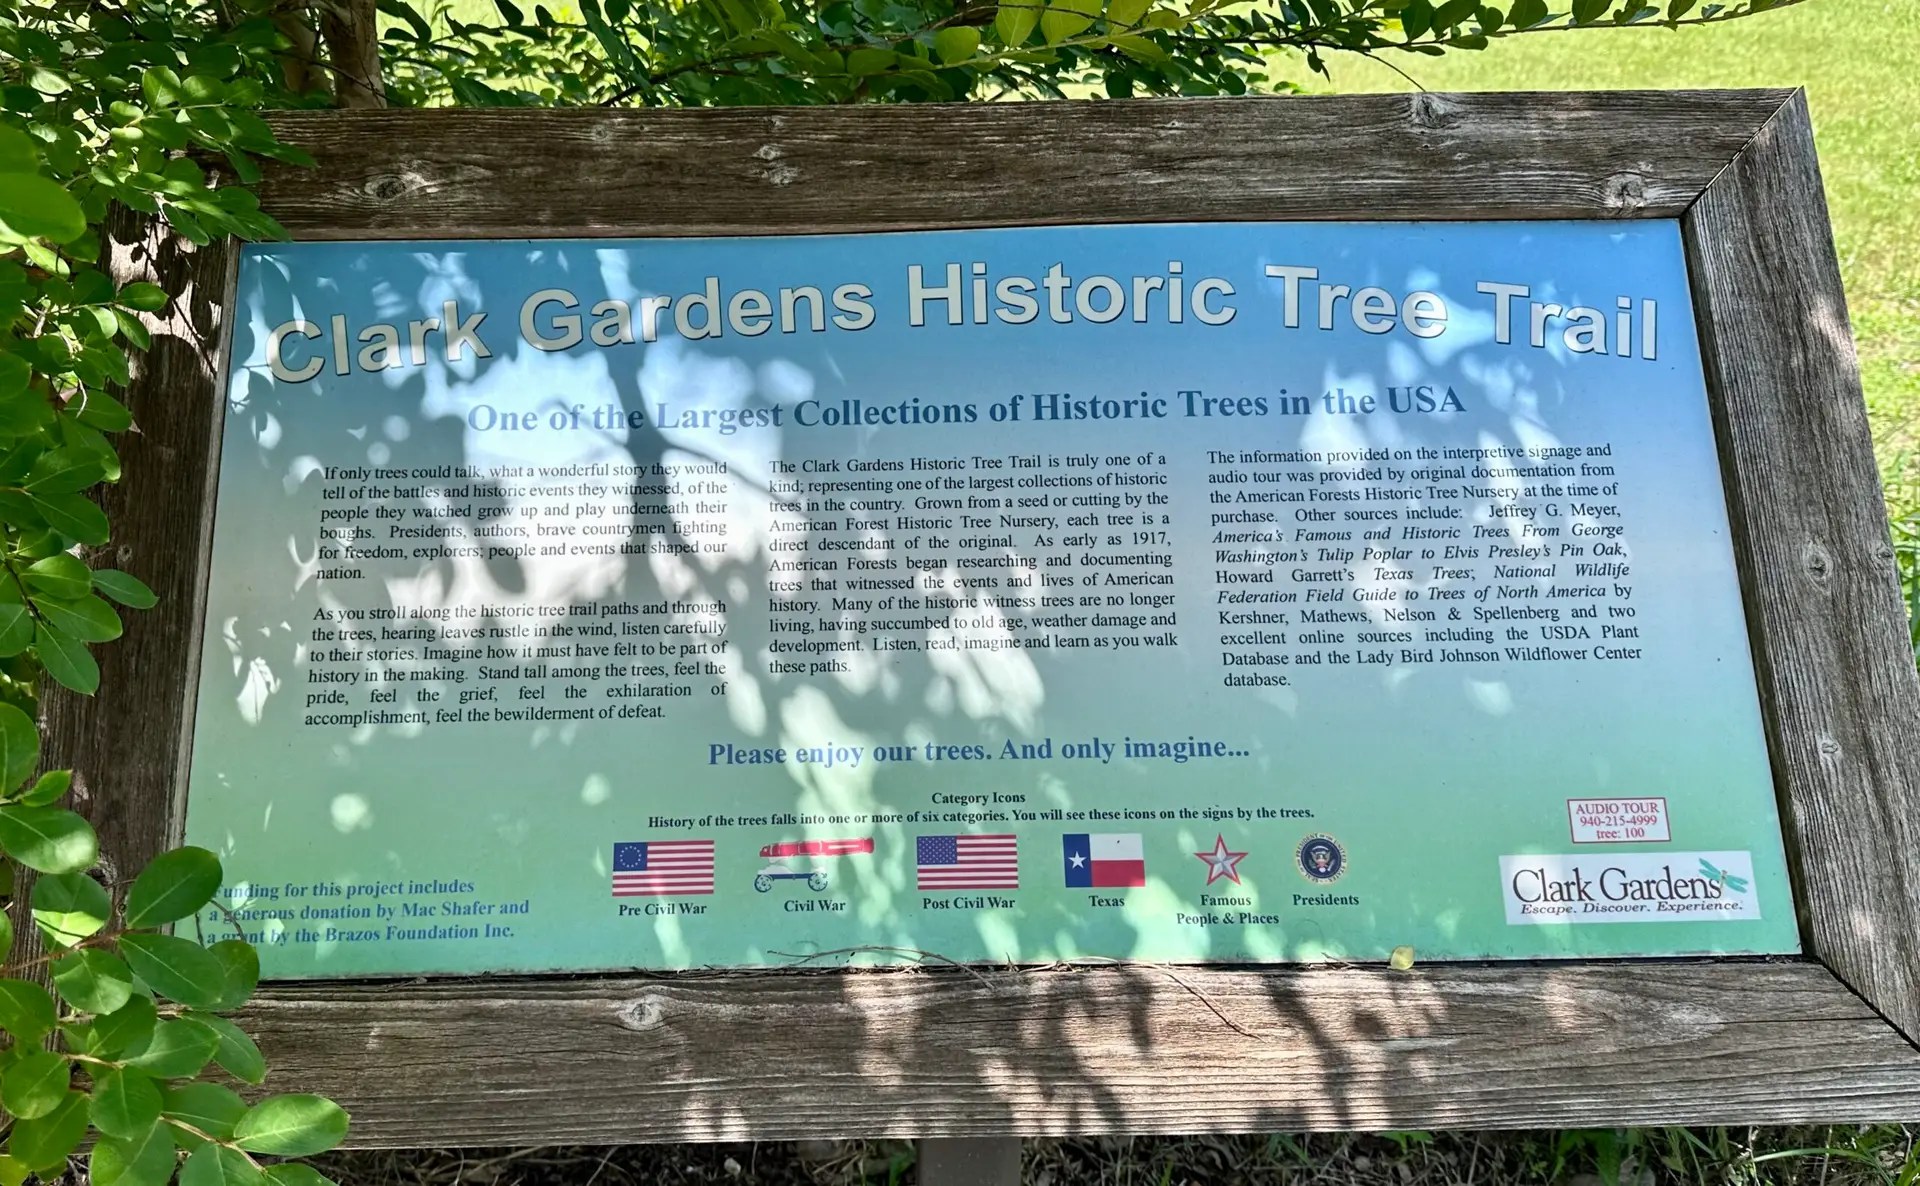 Clark Gardens Historic Tree Trail
One of the Largest Collections of Historic Trees in the USA
If only trees could talk, what a wonderful story they would
tell of the battles and historic events they witnessed, of the
people they watched grow up and play underneath their
boughs. Presidents, authors, brave countrymen fighting
for freedom, explorers; people and events that shaped our
nation.
As you stroll along the historic tree trail paths and through
the trees, hearing leaves rustle in the wind, listen carefully
to their stories. Imagine how it must have felt to be part of
history in the making. Stand tall among the trees, feel the
pride, feel the grief, feel the exhilaration of
accomplishment, feel the bewilderment of defeat.
The Clark Gardens Historic Tree Trail is truly one of a
kind; representing one of the largest collections of historic
trees in the country. Grown from a seed or cutting by the
American Forest Historic Tree Nursery, each tree is a
direct descendant of the original. As early as 1917,
American Forests began researching and documenting
trees that witnessed the events and lives of American
history. Many of the historic witness trees are no longer
living, having succumbed to old age, weather damage and
development. Listen, read, imagine and learn as you walk
these paths.
The information provided on the interpretive signage and
audio tour was provided by original documentation from
the American Forests Historic Tree Nursery at the time of
purchase. Other sources include: Jeffrey G. Meyer,
America's Famous and Historic Trees From George
Washington's Tulip Poplar to Elvis Presley's Pin Oak,
Howard Garrett's Texas Trees; National Wildlife
Federation Field Guide to Trees of North America by
Kershner, Mathews, Nelson & Spellenberg and two
excellent online sources including the USDA Plant
Database and the Lady Bird Johnson Wildflower Center
database.
Please enjoy our trees. And only imagine...
Category Icons
History of the trees falls into one or more of six categories. You will see these icons on the signs by the trees.
Pre Civil War
Civil War
Post Civil War
Texas
Famous
People & Places
Presidents
Funding for this project includes
a generous donation by Mac Shafer and
a grant by the Brazos Foundation Inc.
AUDIO TOUR
940-215-4999
tree: 100
Clark Gardens
Escape. Discover. Experience.